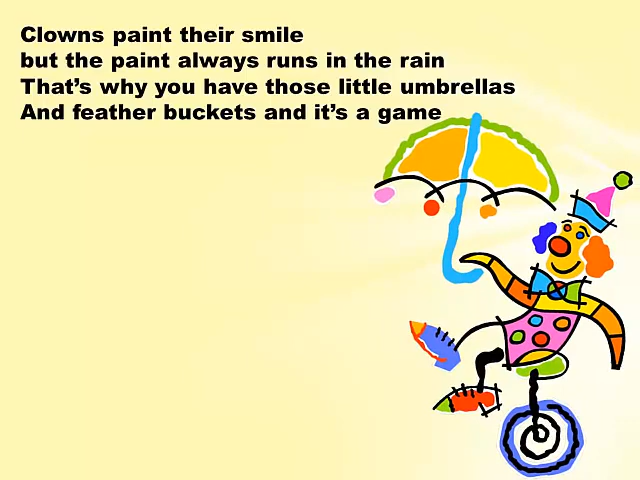 Clowns paint their smile
but the paint always runs in the rain
That's why you have those little umbrellas
And feather buckets and it's a game